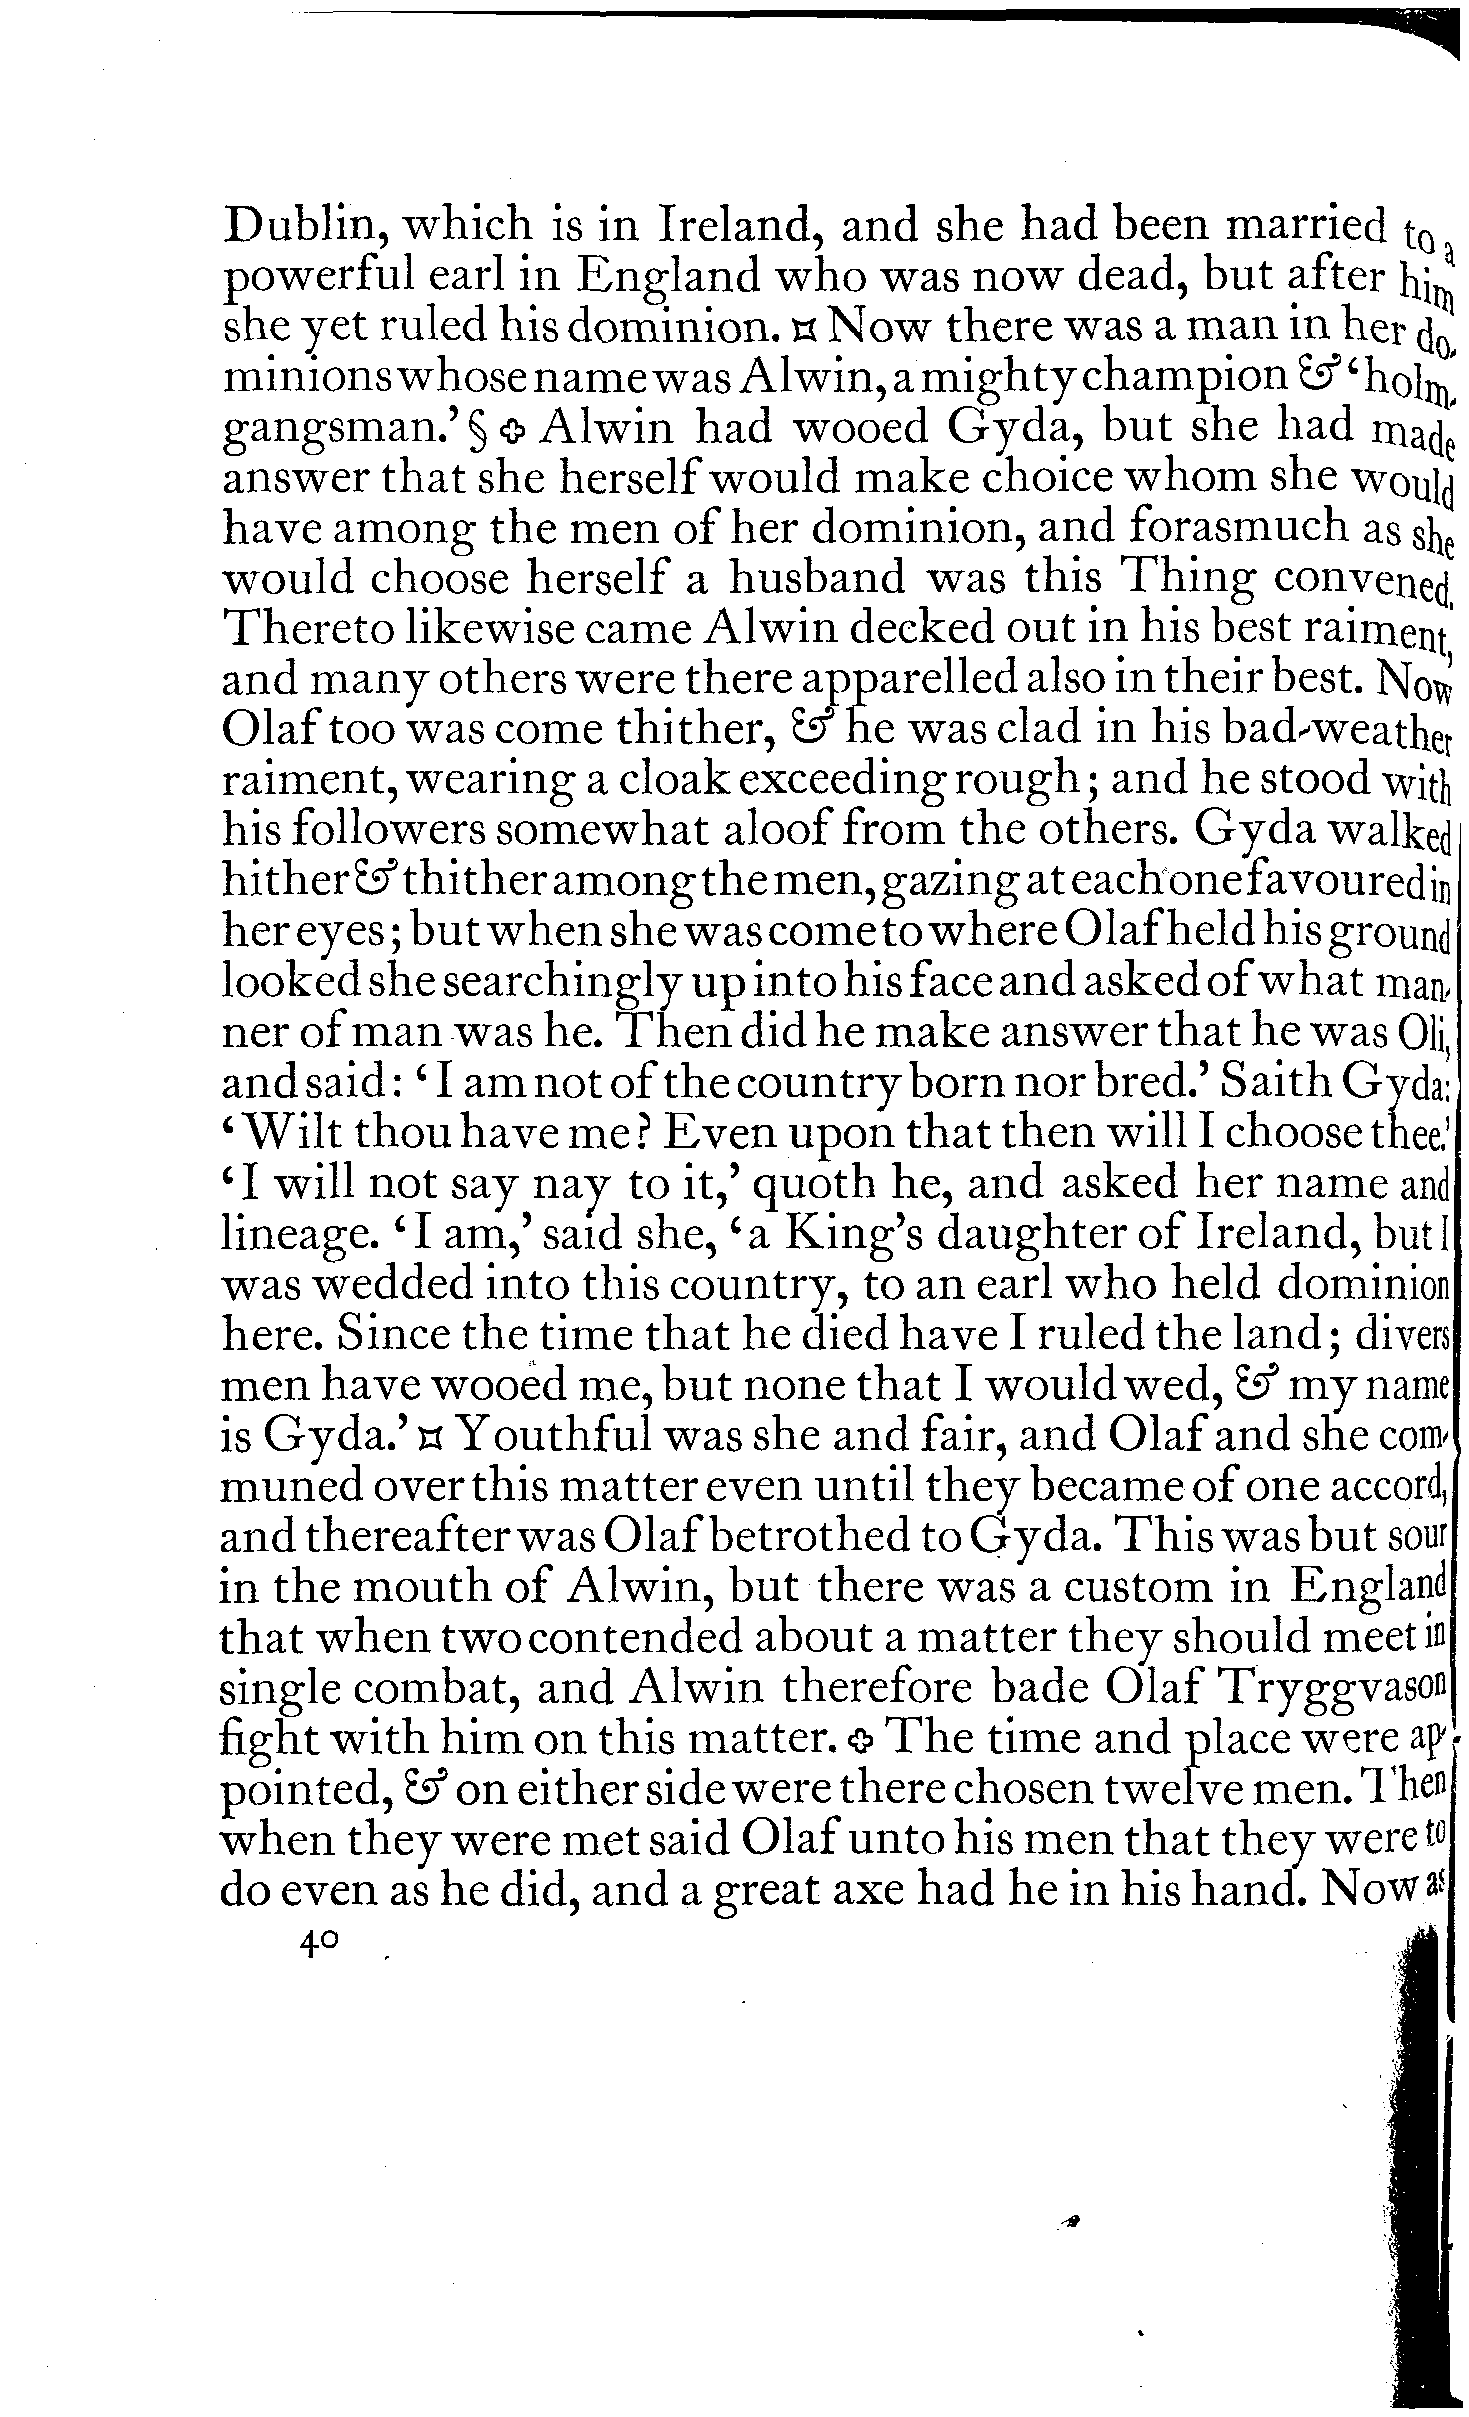 Dublin, which is in Ireland, and she had been married to a
powerful earl in England who was now dead, but after him
she yet ruled his dominion. ¤ Now there was a man in her do-
minions whose name was Alwin, a mighty champion & ‘holm-
gangsman.’ § ✣ Alwin had wooed Gyda, but she had made
answer that she herself would make choice whom she would
have among the men of her dominion, and forasmuch as she
would choose herself a husband was this Thing convened.
Thereto likewise came Alwin decked out in his best raiment,
and many others were there apparelled also in their best. Now
Olaf too was come thither, & he was clad in his bad-weather
raiment, wearing a cloak exceeding rough; and he stood with
his followers somewhat aloof from the others. Gyda walked
hither & thither among the men, gazing at each one favoured in
her eyes; but when she was come to where Olaf held his ground
looked she searchingly up into his face and asked of what man-
ner of man was he. Then did he make answer that he was Oli,
and said: ‘I am not of the country born nor bred.’ Saith Gyda:
‘Wilt thou have me? Even upon that then will I choose thee.’
‘I will not say nay to it,’ quoth he, and asked her name and
lineage. ‘I am,’ said she, ‘a King’s daughter of Ireland, but I
was wedded into this country, to an earl who held dominion
here. Since the time that he died have I ruled the land; divers
men have wooed me, but none that I would wed, & my name
is Gyda.’ ¤ Youthful was she and fair, and Olaf and she com-
muned over this matter even until they became of one accord,
and thereafter was Olaf betrothed to Gyda. This was but sour
in the mouth of Alwin, but there was a custom in England
that when two contended about a matter they should meet in
single combat, and Alwin therefore bade Olaf Tryggvason
fight with him on this matter. ✣ The time and place were ap-
pointed, & on either side were there chosen twelve men. Then
when they were met said Olaf unto his men that they were to
do even as he did, and a great axe had he in his hand. Now as
40